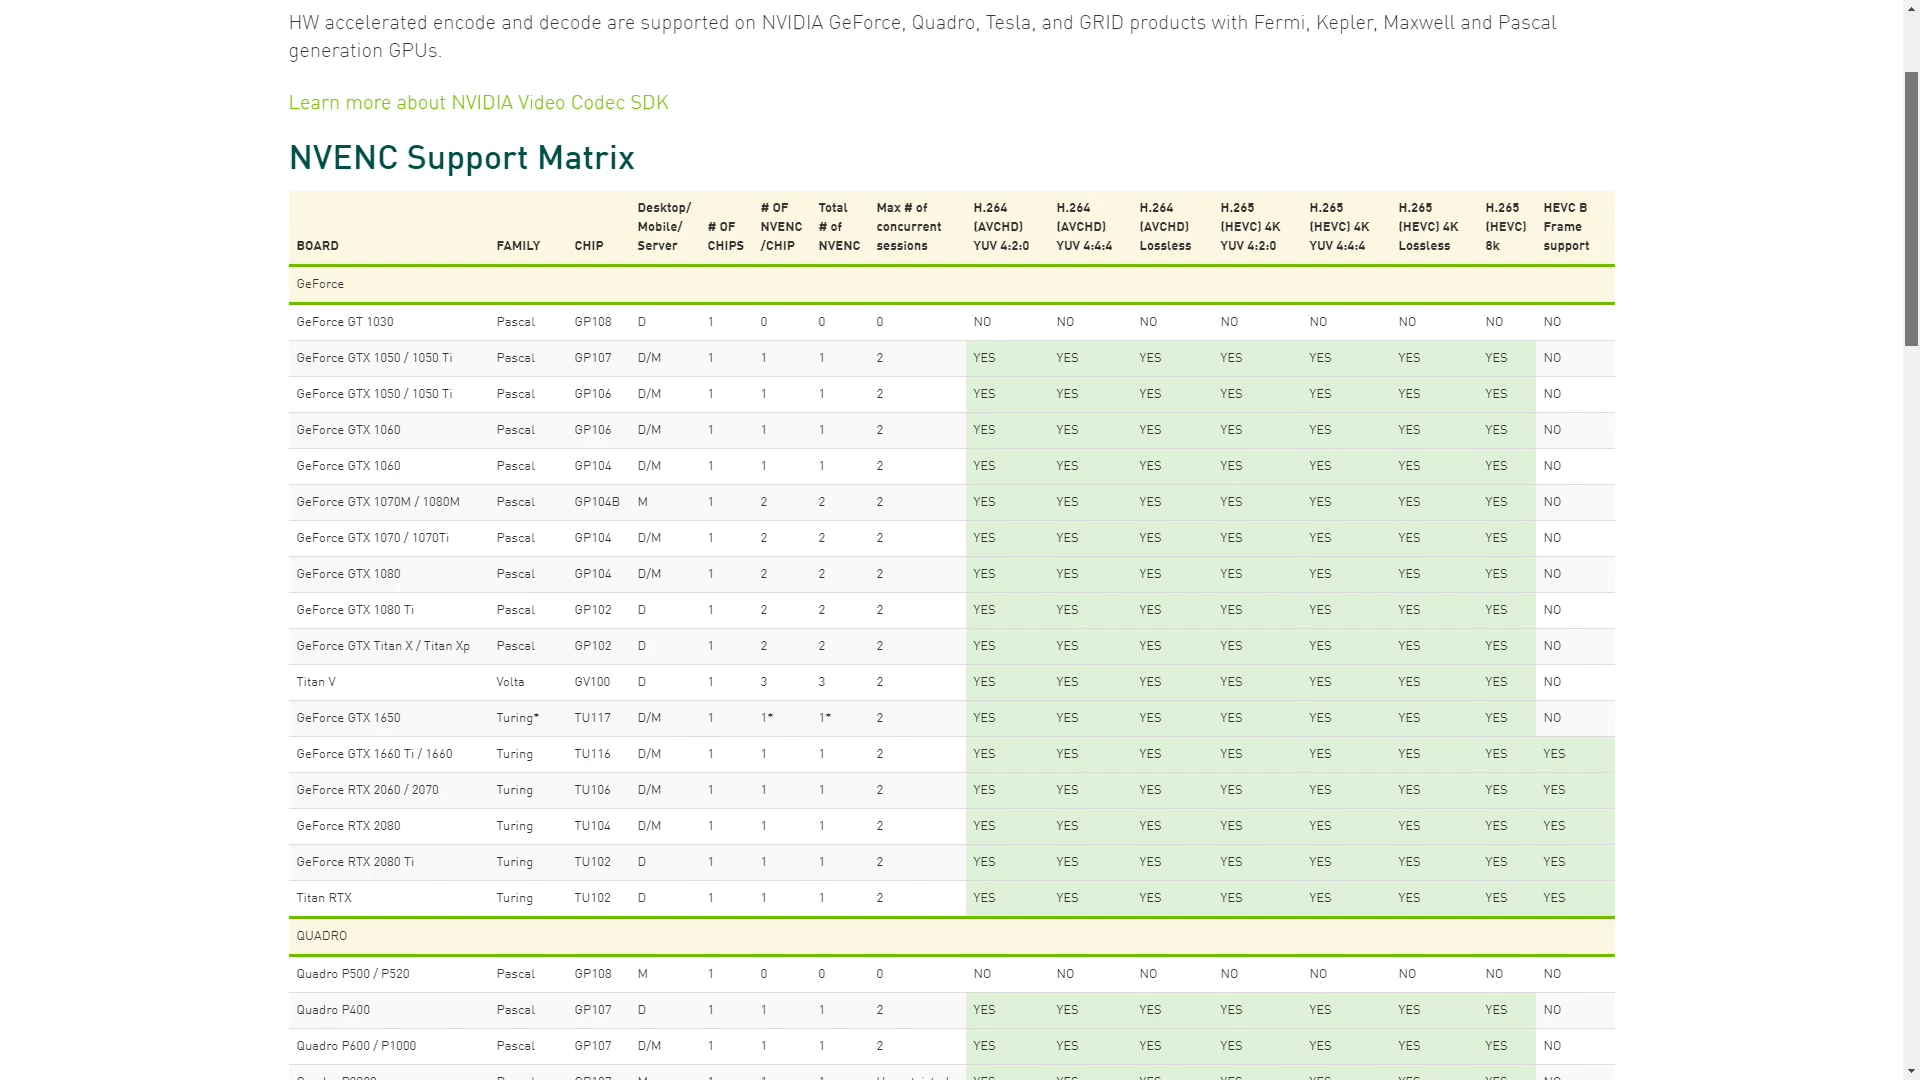 HW accelerated encode and decode are supported on NVIDIA GeForce, Quadro, Tesla, and GRID products with Fermi, Kepler, Maxwell and Pascal
generation GPUs.
Learn more about NVIDIA Video Codec SDK
NVENC Support Matrix
BOARD FAMILY CHIP Desktop/ Mobile/ Server # OF CHIPS # OF NVENC /CHIP Total # of NVENC Max # of concurrent sessions H.264 (AVCHD) YUV 4:2:0 H.264 (AVCHD) YUV 4:4:4 H.264 (AVCHD) Lossless H.265 (HEVC) 4K YUV 4:2:0 H.265 (HEVC) 4K YUV 4:4:4 H.265 (HEVC) 4K Lossless H.265 (HEVC) 8k HEVC B Frame support
GeForce
GeForce GT 1030 Pascal GP108 D 1 0 0 0 NO NO NO NO NO NO NO NO
GeForce GTX 1050 / 1050 Ti Pascal GP107 D/M 1 1 1 2 YES YES YES YES YES YES YES NO
GeForce GTX 1050 / 1050 Ti Pascal GP106 D/M 1 1 1 2 YES YES YES YES YES YES YES NO
GeForce GTX 1060 Pascal GP106 D/M 1 1 1 2 YES YES YES YES YES YES YES NO
GeForce GTX 1060 Pascal GP104 D/M 1 1 1 2 YES YES YES YES YES YES YES NO
GeForce GTX 1070M / 1080M Pascal GP104B M 1 2 2 2 YES YES YES YES YES YES YES NO
GeForce GTX 1070 / 1070Ti Pascal GP104 D/M 1 2 2 2 YES YES YES YES YES YES YES NO
GeForce GTX 1080 Pascal GP104 D/M 1 2 2 2 YES YES YES YES YES YES YES NO
GeForce GTX 1080 Ti Pascal GP102 D 1 2 2 2 YES YES YES YES YES YES YES NO
GeForce GTX Titan X / Titan Xp Pascal GP102 D 1 2 2 2 YES YES YES YES YES YES YES NO
Titan V Volta GV100 D 1 3 3 2 YES YES YES YES YES YES YES NO
GeForce GTX 1650 Turing* TU117 D/M 1 1* 1* 2 YES YES YES YES YES YES YES NO
GeForce GTX 1660 Ti / 1660 Turing TU116 D/M 1 1 1 2 YES YES YES YES YES YES YES YES
GeForce RTX 2060 / 2070 Turing TU106 D/M 1 1 1 2 YES YES YES YES YES YES YES YES
GeForce RTX 2080 Turing TU104 D/M 1 1 1 2 YES YES YES YES YES YES YES YES
GeForce RTX 2080 Ti Turing TU102 D 1 1 1 2 YES YES YES YES YES YES YES YES
Titan RTX Turing TU102 D 1 1 1 2 YES YES YES YES YES YES YES YES
QUADRO
Quadro P500 / P520 Pascal GP108 M 1 0 0 0 NO NO NO NO NO NO NO NO
Quadro P400 Pascal GP107 D 1 1 1 2 YES YES YES YES YES YES YES NO
Quadro P600 / P1000 Pascal GP107 D/M 1 1 1 2 YES YES YES YES YES YES YES NO